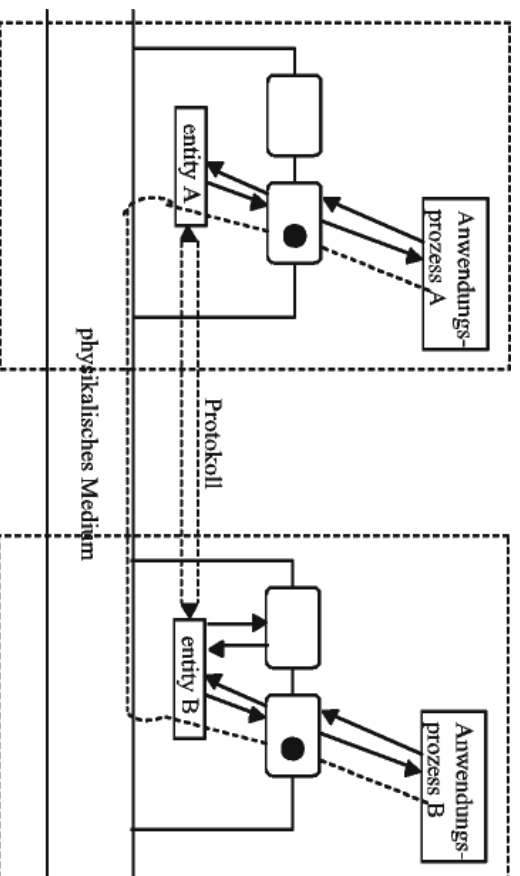 Anwendungs-
prozess A
entity A
Protokoll
physikalisches Medium
Anwendungs-
prozess B
entity B